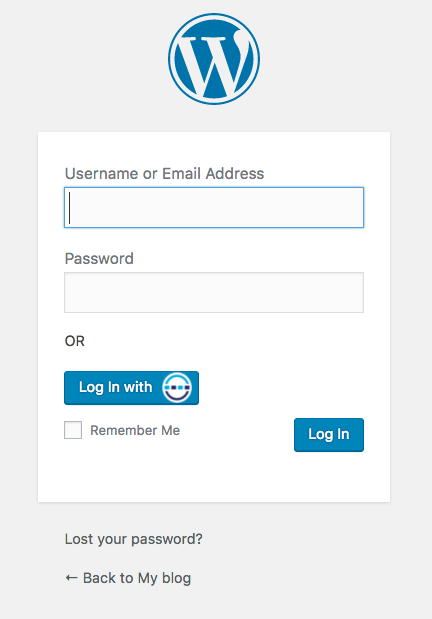 Username or Email Address
Password
OR
Log In with
Remember Me
Log In
Lost your password?
← Back to My blog